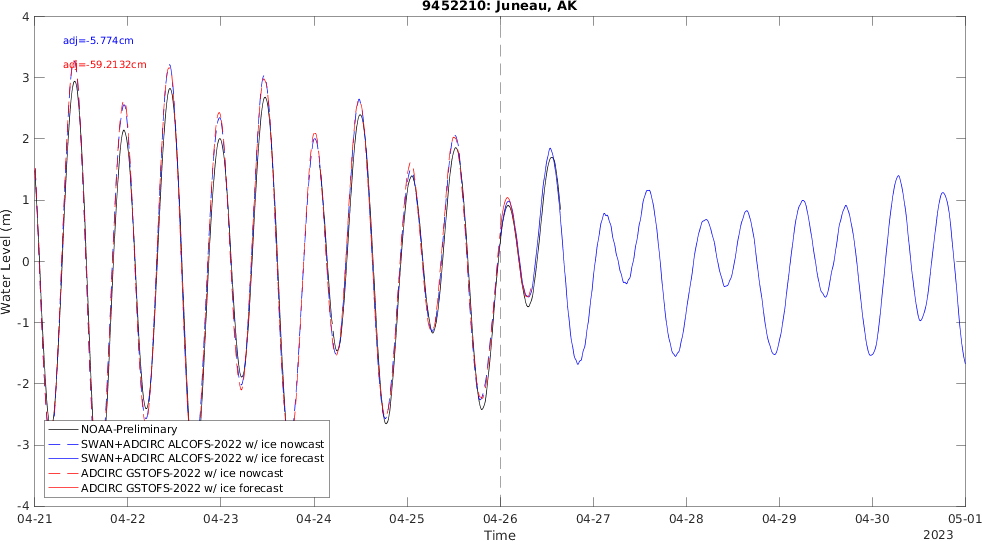 9452210: Juneau, AK
adj=-5.774cm
adj=-59.2132cm
Water Level (m)
4
3
2
1
0
-1
-2
-3
-4
NOAA-Preliminary
SWAN+ADCIRC ALCOFS-2022 w/ ice nowcast
SWAN+ADCIRC ALCOFS-2022 w/ ice forecast
ADCIRC GSTOFS-2022 w/ ice nowcast
ADCIRC GSTOFS-2022 w/ ice forecast
04-21 04-22 04-23 04-24 04-25 04-26 04-27 04-28 04-29 04-30 05-01
Time
2023